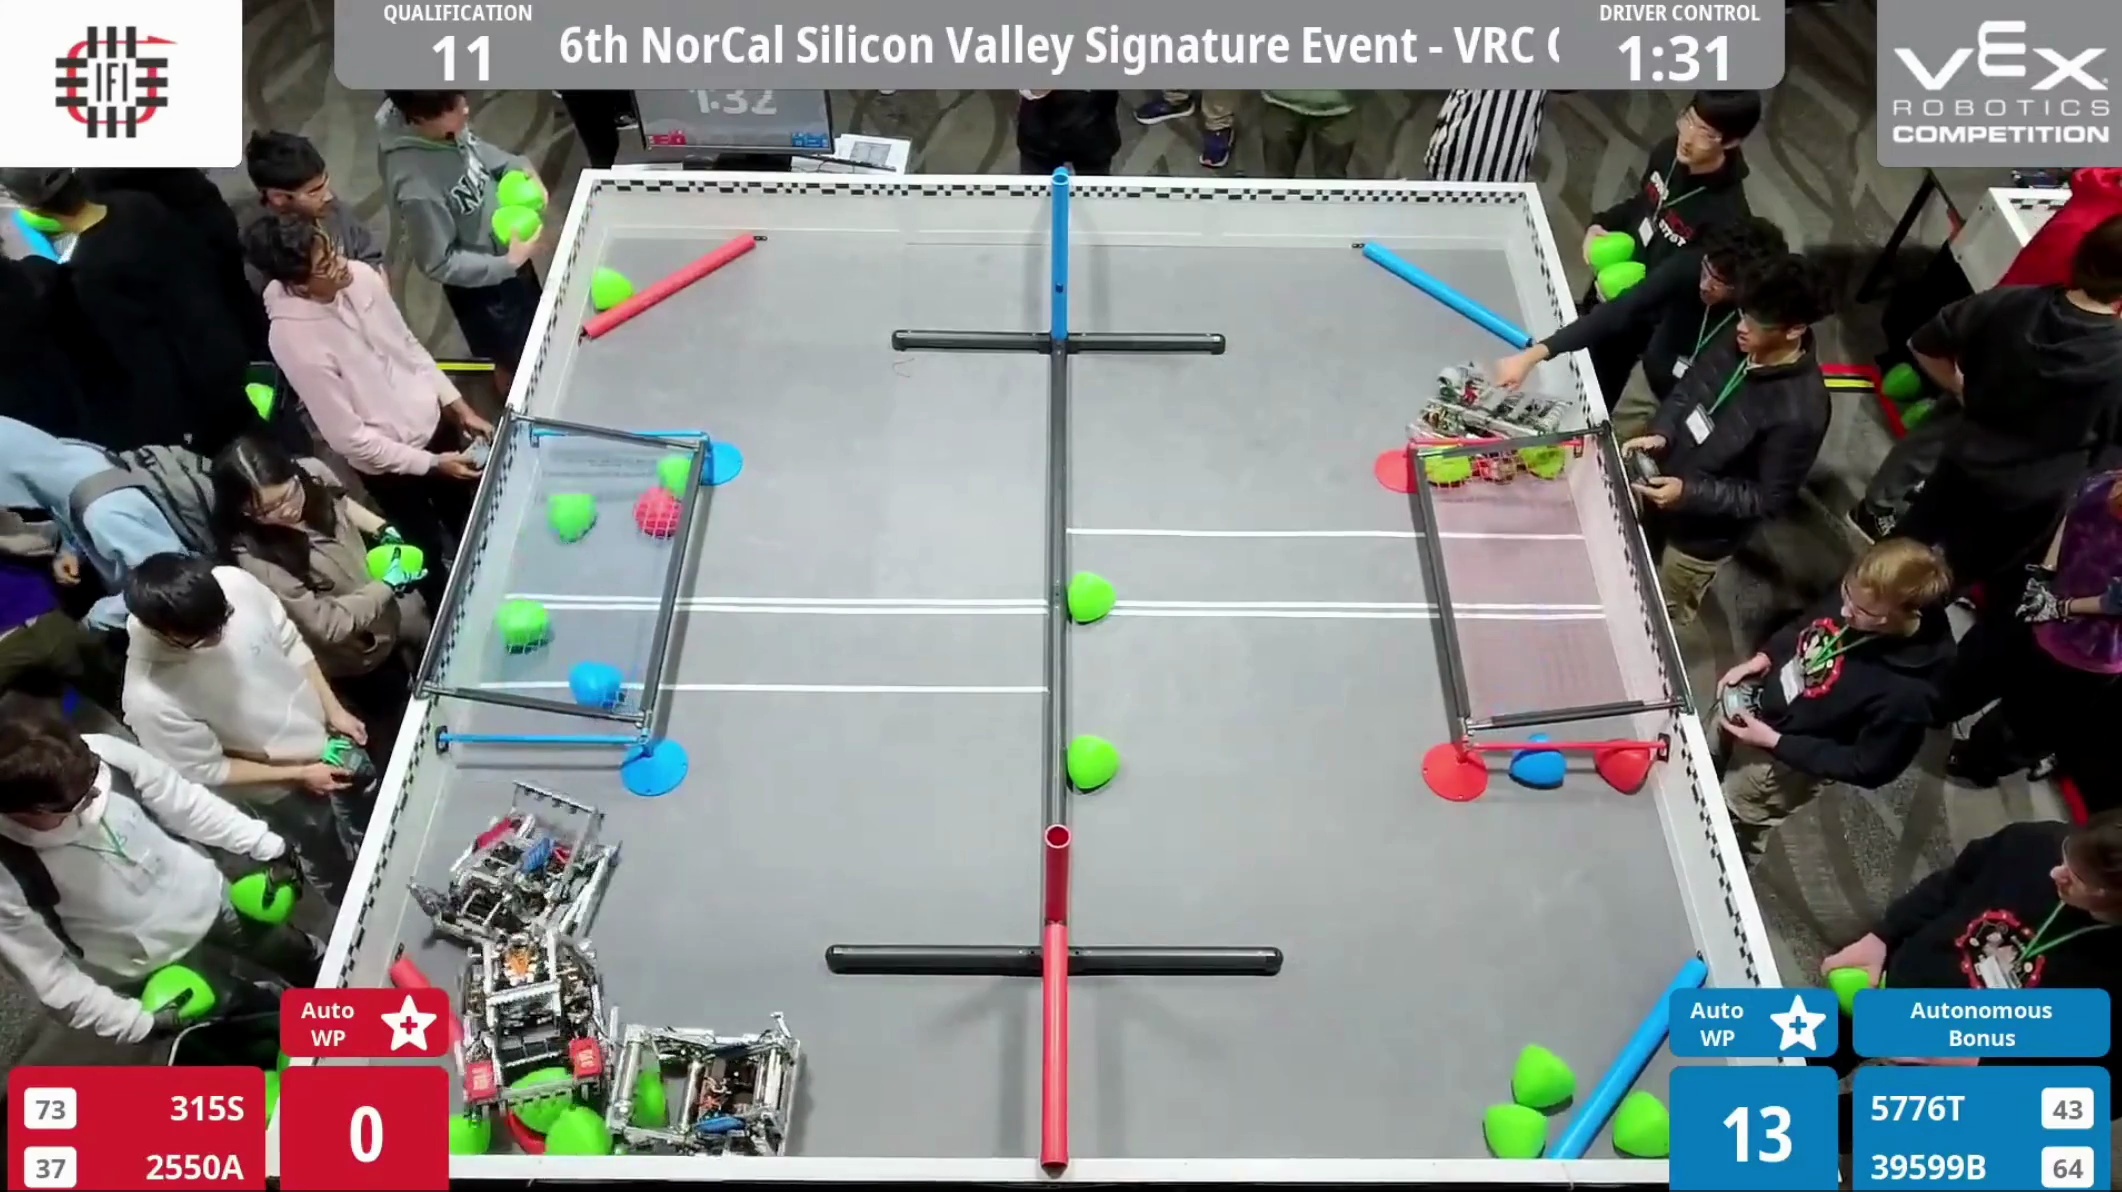 QUALIFICATION
11
6th NorCal Silicon Valley Signature Event - VRC
DRIVER CONTROL
1:31
IFI
VEX
ROBOTICS
COMPETITION
1:32
NA
Auto
WP
73 315S
37 2550A
0
Auto
WP
Autonomous
Bonus
13
5776T 43
39599B 64